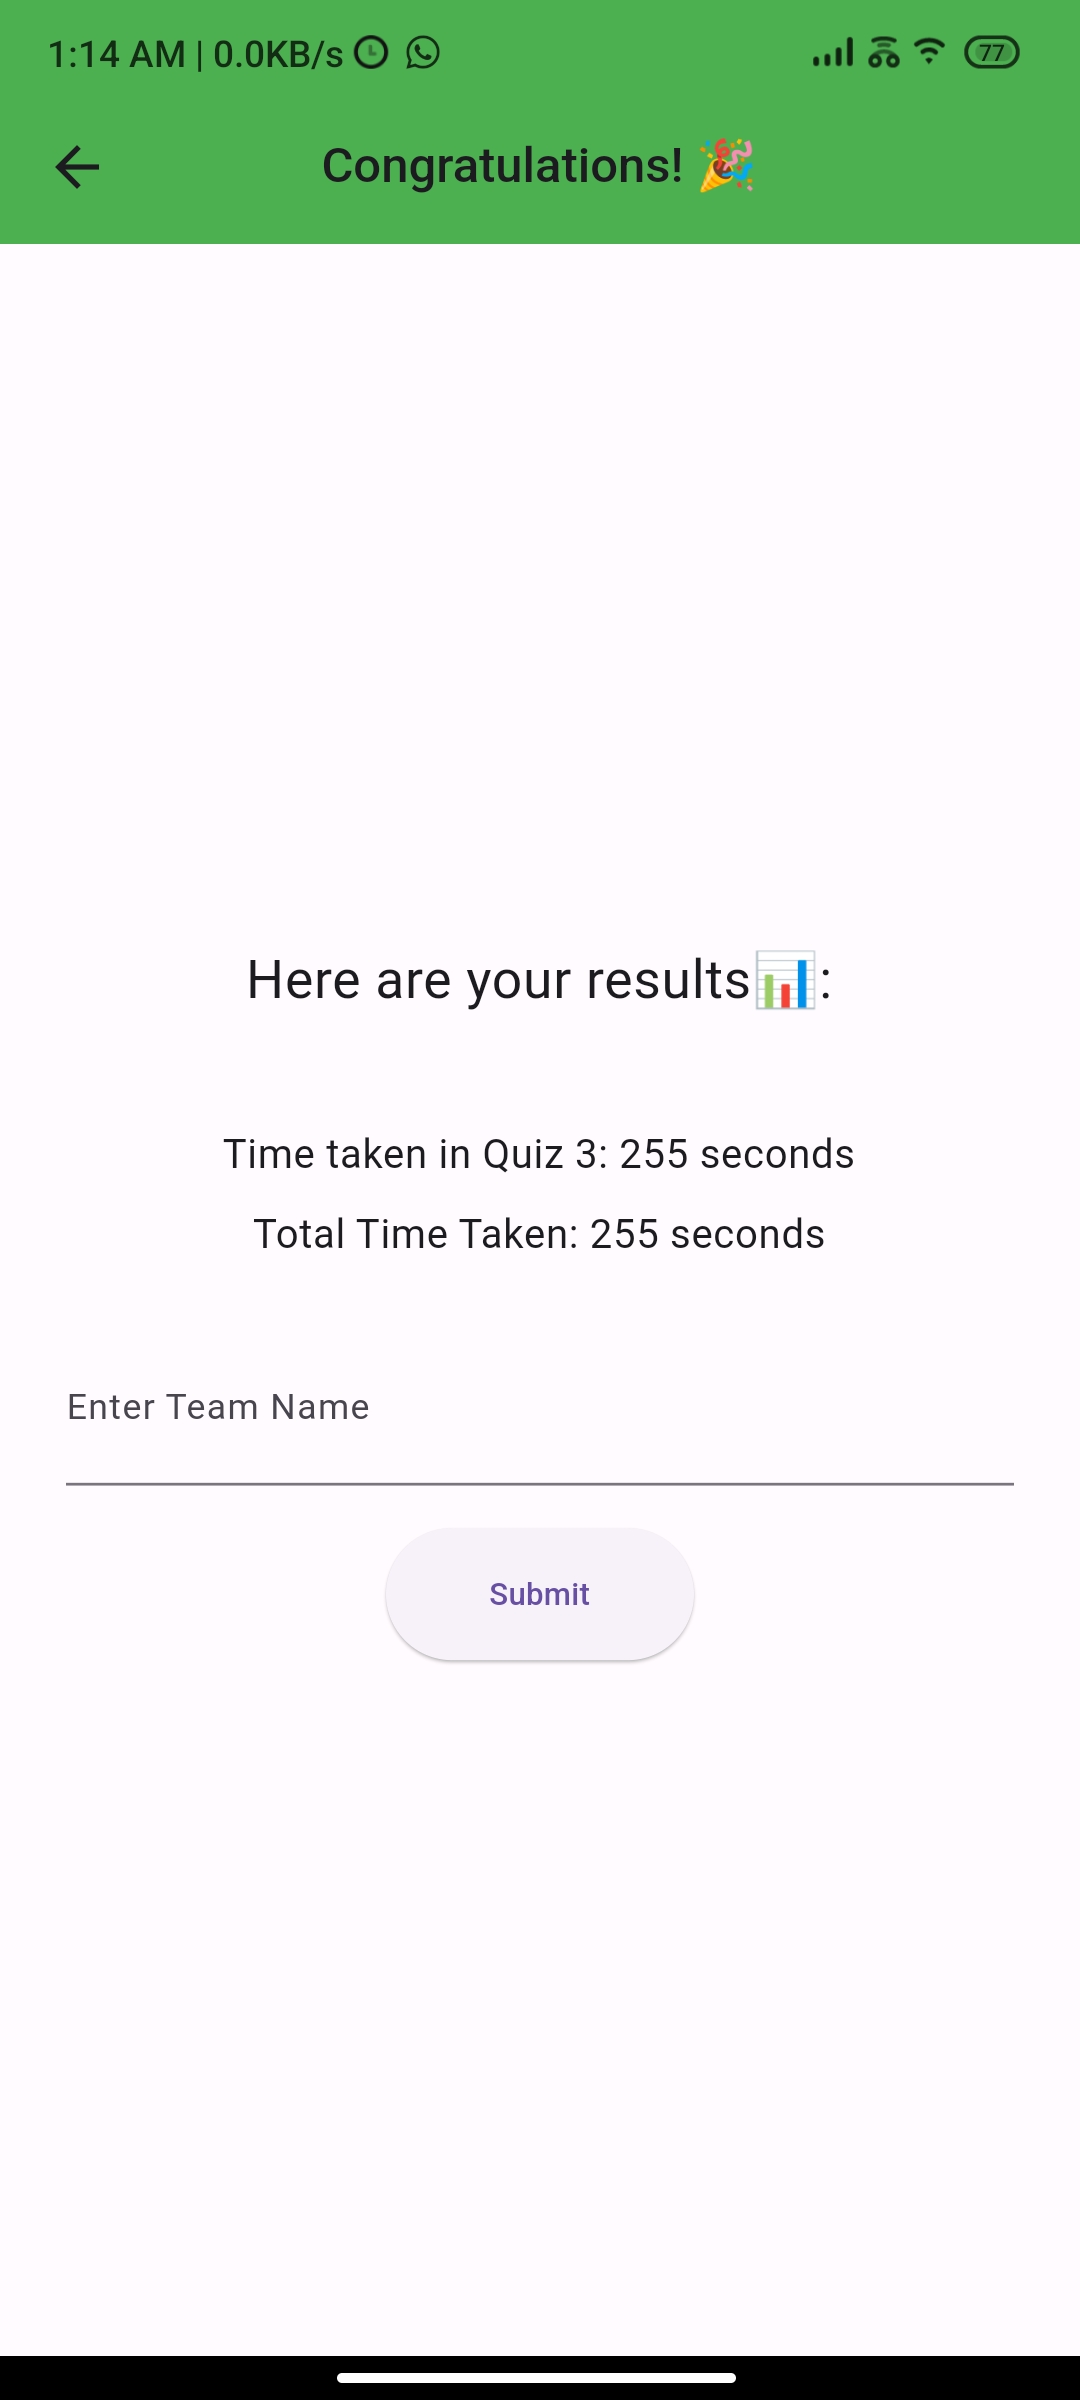 1:14 AM | 0.0KB/s 77
Congratulations! 🎉
Here are your results📊:
Time taken in Quiz 3: 255 seconds
Total Time Taken: 255 seconds
Enter Team Name
Submit